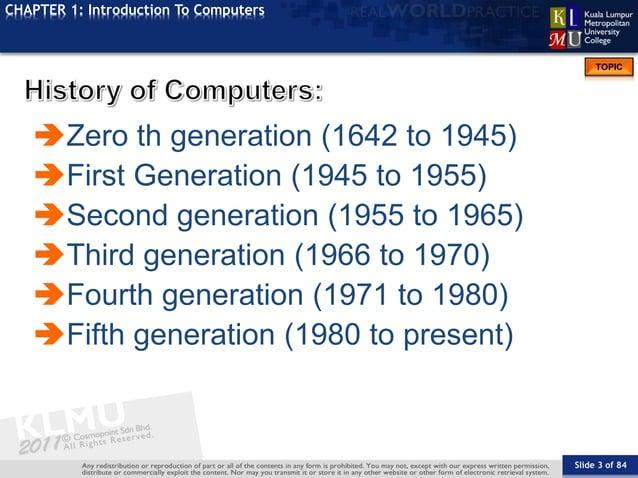 CHAPTER 1: Introduction To Computers
REALWORLDPRACTICE
KL
MU
Kuala Lumpur
Metropolitan
University
College
TOPIC
History of Computers:
Zero th generation (1642 to 1945)
First Generation (1945 to 1955)
Second generation (1955 to 1965)
Third generation (1966 to 1970)
Fourth generation (1971 to 1980)
Fifth generation (1980 to present)
KLMU
2011© Cosmopoint Sdn Bhd.
All Rights Reserved.
Any redistribution or reproduction of part or all of the contents in any form is prohibited. You may not, except with our express written permission,
distribute or commercially exploit the content. Nor may you transmit it or store it in any other website or other form of electronic retrieval system.
Slide 3 of 84